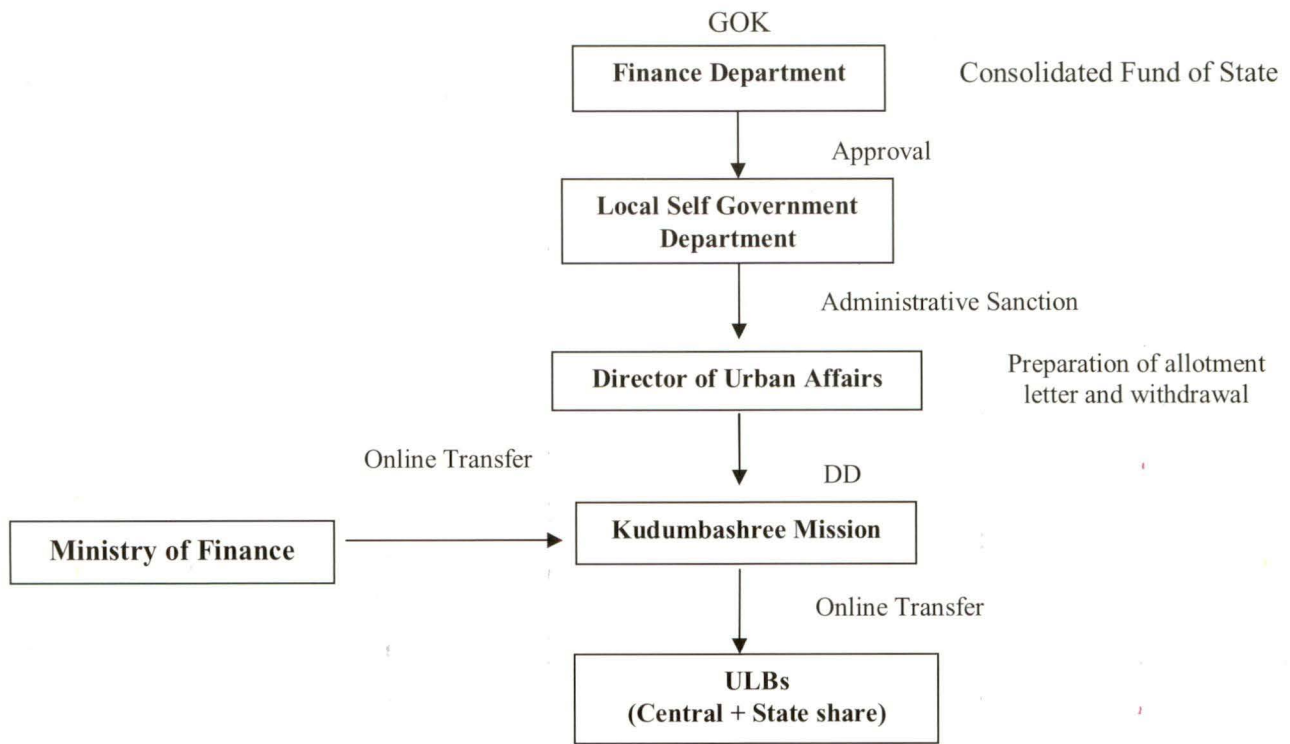 GOK
Finance Department
Consolidated Fund of State
Approval
Local Self Government
Department
Administrative Sanction
Director of Urban Affairs
Preparation of allotment
letter and withdrawal
Online Transfer
DD
Ministry of Finance
Kudumbashree Mission
Online Transfer
ULBs
(Central + State share)